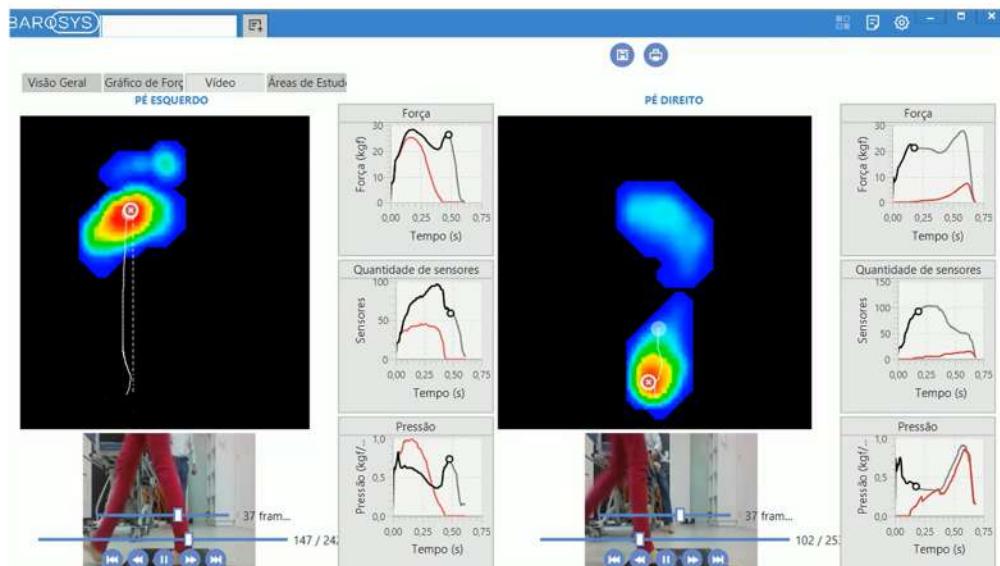 BAROSYS
Visão Geral
Gráfico de Forç
Vídeo
Áreas de Estud
PÉ ESQUERDO
PÉ DIREITO
Força
Força (kgf)
30
20
10
0
0,00 0,25 0,50 0,75
Tempo (s)
Quantidade de sensores
Sensores
100
50
0
0,00 0,25 0,50 0,75
Tempo (s)
Pressão
Pressão (kgf/...
1,0
0,5
0,0
0,00 0,25 0,50 0,75
Tempo (s)
37 fram...
147 / 242
Força
Força (kgf)
30
20
10
0
0,00 0,25 0,50 0,75
Tempo (s)
Quantidade de sensores
Sensores
150
100
50
0
0,00 0,25 0,50 0,75
Tempo (s)
Pressão
Pressão (kgf/...
1,0
0,5
0,0
0,00 0,25 0,50 0,75
Tempo (s)
37 fram...
102 / 253